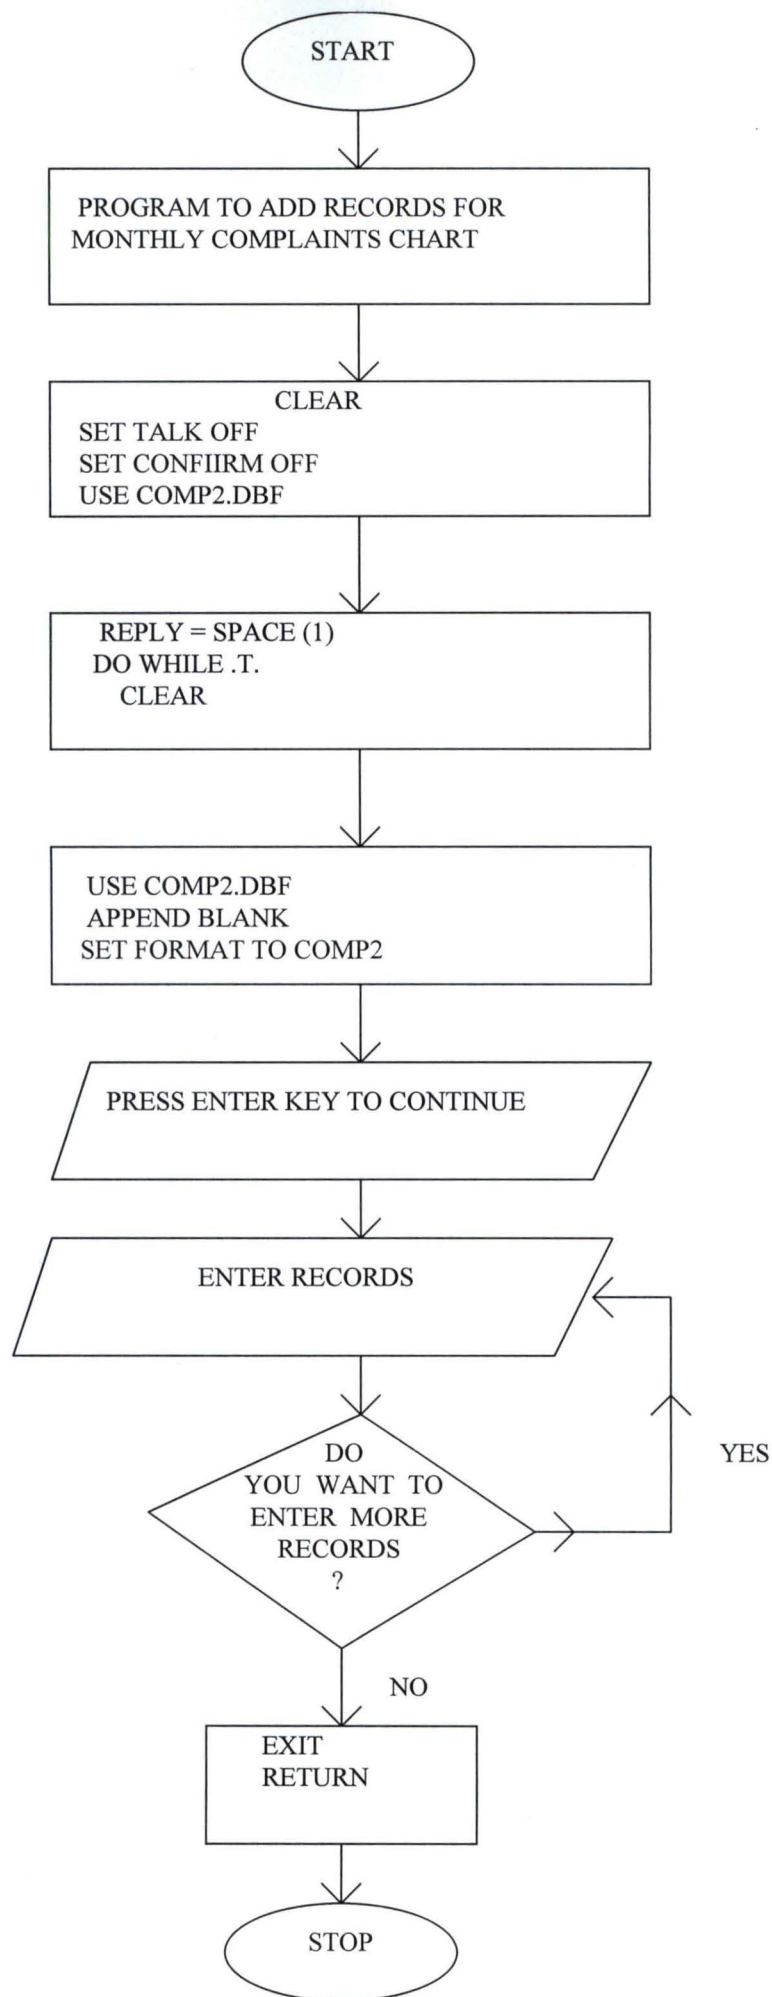 START
PROGRAM TO ADD RECORDS FOR
MONTHLY COMPLAINTS CHART
CLEAR
SET TALK OFF
SET CONFIIRM OFF
USE COMP2.DBF
REPLY = SPACE (1)
DO WHILE .T.
CLEAR
USE COMP2.DBF
APPEND BLANK
SET FORMAT TO COMP2
PRESS ENTER KEY TO CONTINUE
ENTER RECORDS
DO
YOU WANT TO
ENTER MORE
RECORDS
?
YES
NO
EXIT
RETURN
STOP